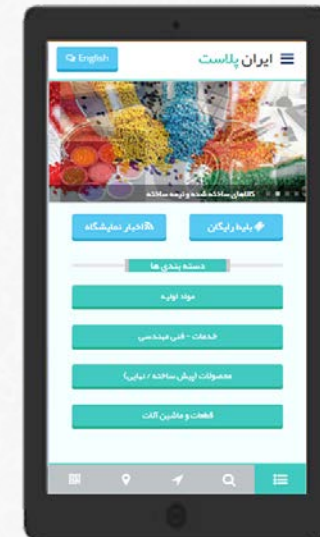 ایران پلاست
English
کالاهای ساخته شده و نیمه ساخته
بلیط رایگان
اخبار نمایشگاه
دسته بندی ها
مواد اولیه
خدمات - فنی مهندسی
محصولات (پیش ساخته / نهایی)
قطعات و ماشین آلات